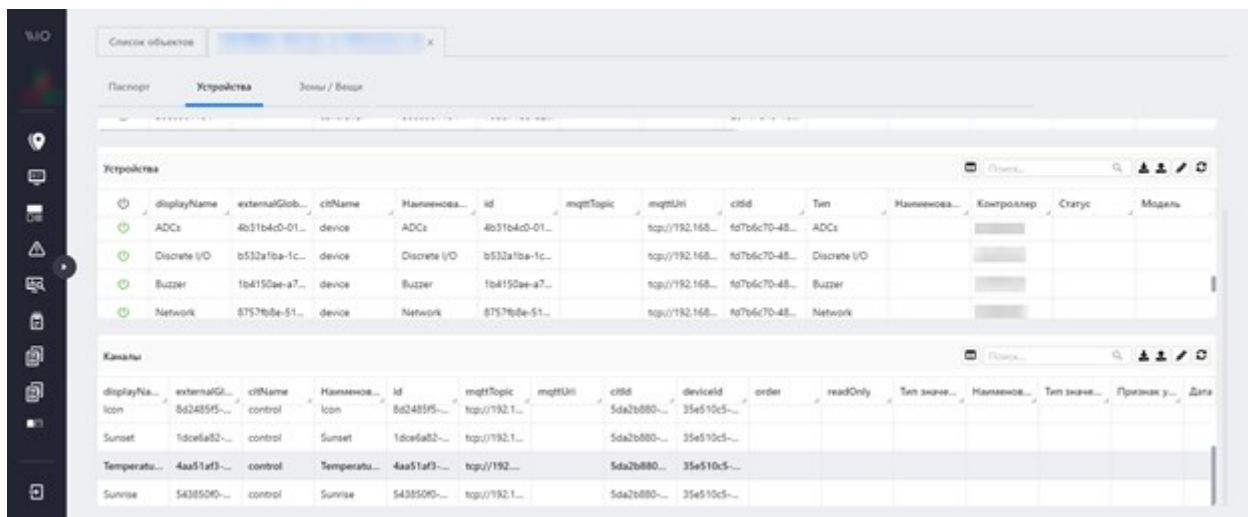 Список объектов ×
Паспорт Устройства Зоны / Вещи
Устройства Поиск...
displayName externalGlob... citName Наименова... id mqttTopic mqttUri citId Тип Наименова... Контроллер Статус Модель
ADCs 4b31b4c0-01... device ADCs 4b31b4c0-01... tcp://192.168... fd7b6c70-48... ADCs
Discrete I/O b532a1ba-1c... device Discrete I/O b532a1ba-1c... tcp://192.168... fd7b6c70-48... Discrete I/O
Buzzer 1b4150ae-a7... device Buzzer 1b4150ae-a7... tcp://192.168... fd7b6c70-48... Buzzer
Network 8757fb8e-51... device Network 8757fb8e-51... tcp://192.168... fd7b6c70-48... Network
Каналы Поиск...
displayNa... externalGl... citName Наименов... id mqttTopic mqttUri citId deviceId order readOnly Тип значе... Наименов... Тип значе... Признак у... Дата
Icon 8d2485f5-... control Icon 8d2485f5-... tcp://192.1... 5da2b880-... 35e510c5-...
Sunset 1dce6a82-... control Sunset 1dce6a82-... tcp://192.1... 5da2b880-... 35e510c5-...
Temperatu... 4aa51af3-... control Temperatu... 4aa51af3-... tcp://192.... 5da2b880... 35e510c5-...
Sunrise 543850f0-... control Sunrise 543850f0-... tcp://192.1... 5da2b880-... 35e510c5-...